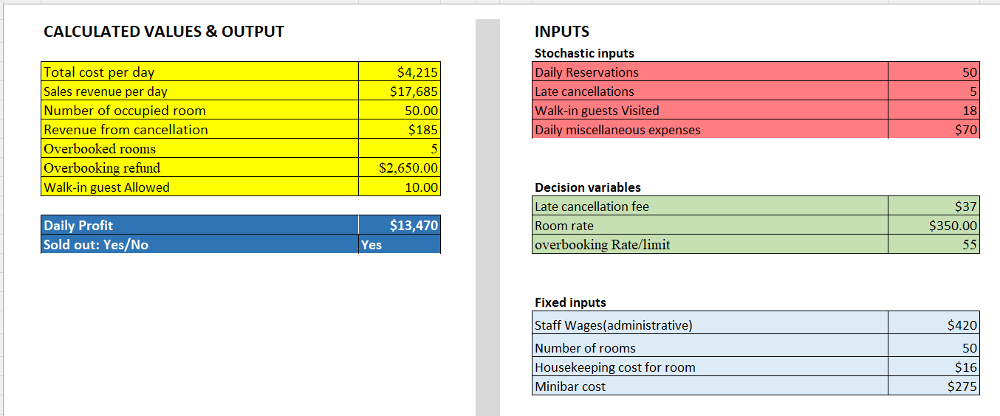 CALCULATED VALUES & OUTPUT
Total cost per day $4,215
Sales revenue per day $17,685
Number of occupied room 50.00
Revenue from cancellation $185
Overbooked rooms 5
Overbooking refund $2,650.00
Walk-in guest Allowed 10.00
Daily Profit $13,470
Sold out: Yes/No Yes
INPUTS
Stochastic inputs
Daily Reservations 50
Late cancellations 5
Walk-in guests Visited 18
Daily miscellaneous expenses $70
Decision variables
Late cancellation fee $37
Room rate $350.00
overbooking Rate/limit 55
Fixed inputs
Staff Wages(administrative) $420
Number of rooms 50
Housekeeping cost for room $16
Minibar cost $275